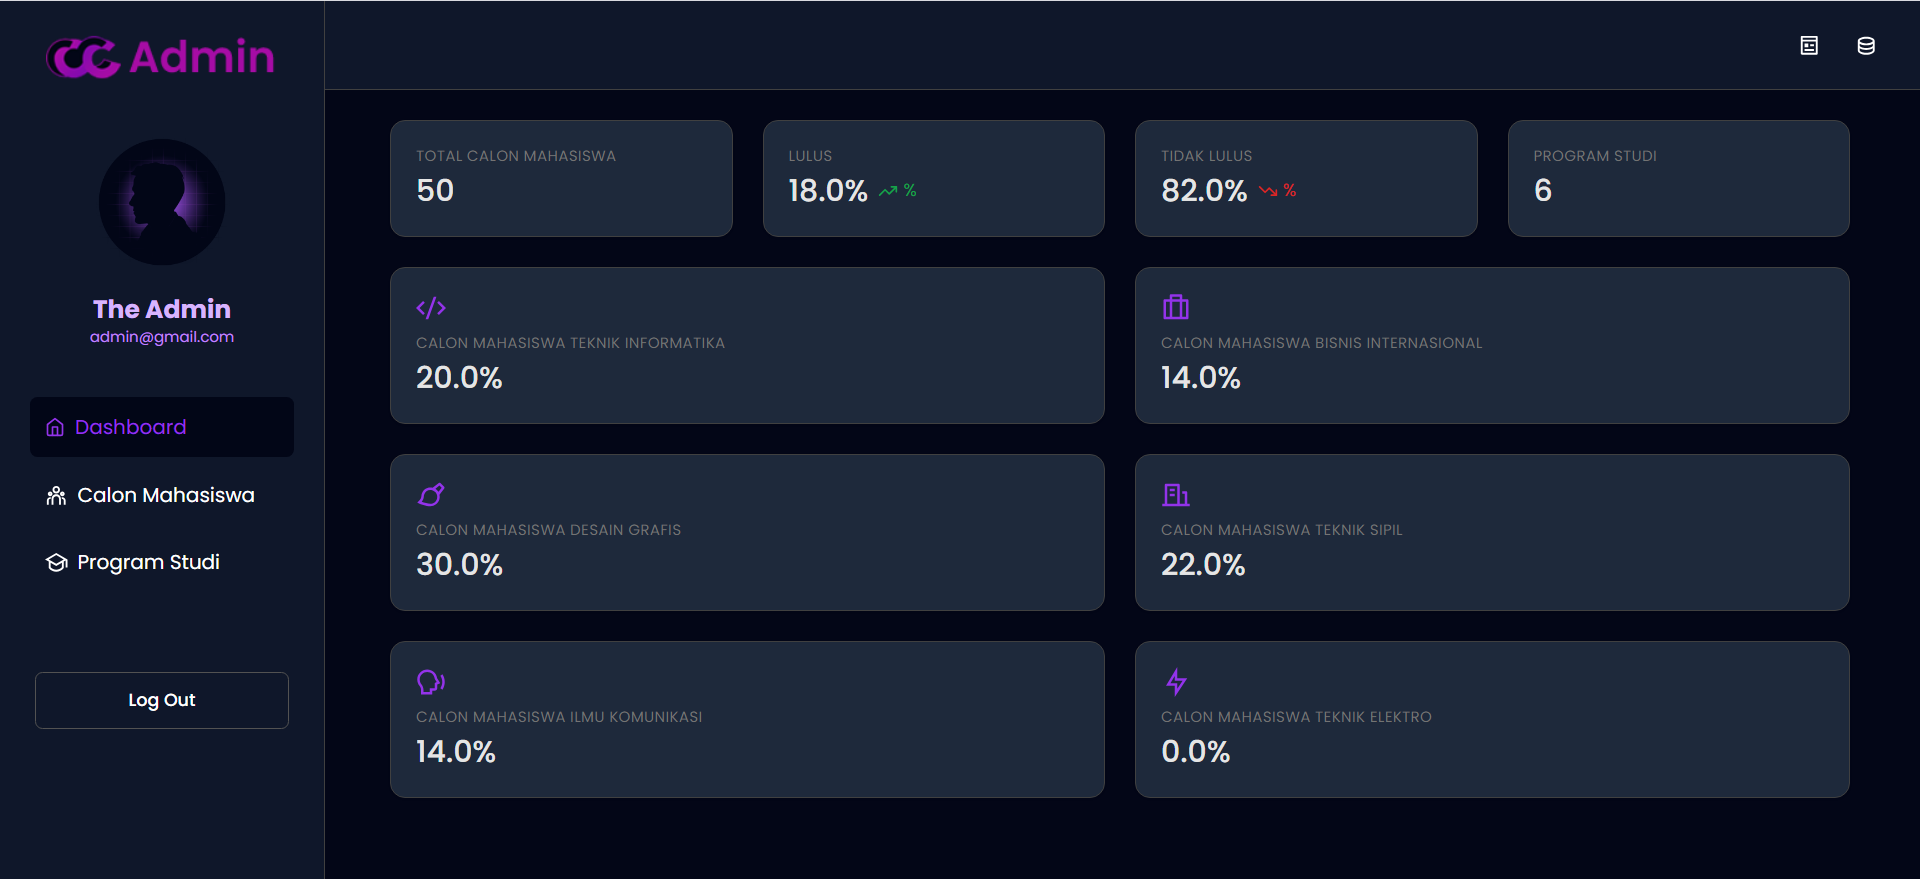 CC Admin
The Admin
admin@gmail.com
Dashboard
Calon Mahasiswa
Program Studi
Log Out
TOTAL CALON MAHASISWA
50
LULUS
18.0% %
TIDAK LULUS
82.0% %
PROGRAM STUDI
6
CALON MAHASISWA TEKNIK INFORMATIKA
20.0%
CALON MAHASISWA BISNIS INTERNASIONAL
14.0%
CALON MAHASISWA DESAIN GRAFIS
30.0%
CALON MAHASISWA TEKNIK SIPIL
22.0%
CALON MAHASISWA ILMU KOMUNIKASI
14.0%
CALON MAHASISWA TEKNIK ELEKTRO
0.0%